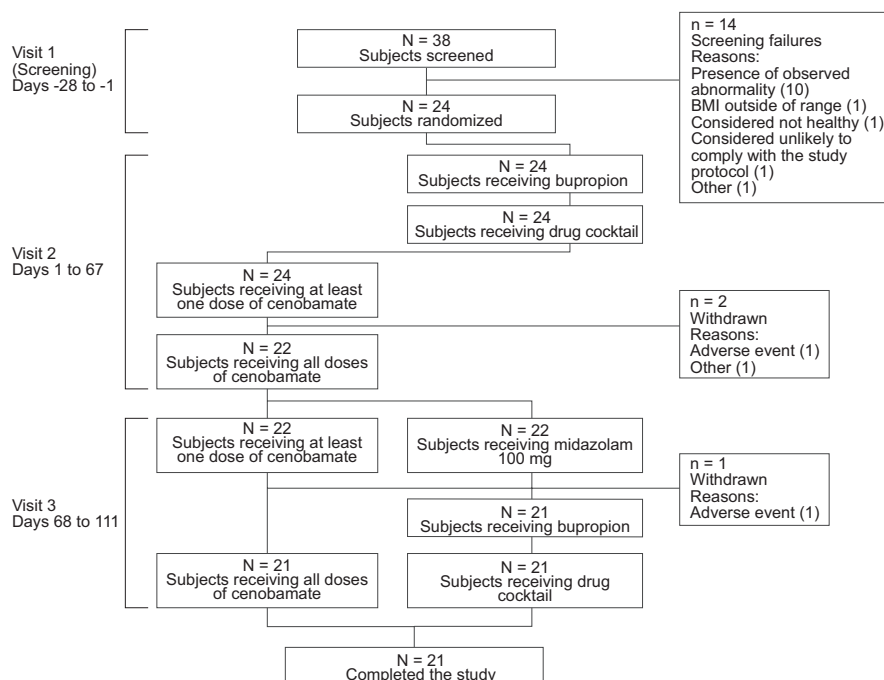 Visit 1
(Screening)
Days -28 to -1
N = 38
Subjects screened
n = 14
Screening failures
Reasons:
Presence of observed
abnormality (10)
BMI outside of range (1)
Considered not healthy (1)
Considered unlikely to
comply with the study
protocol (1)
Other (1)
N = 24
Subjects randomized
Visit 2
Days 1 to 67
N = 24
Subjects receiving bupropion
N = 24
Subjects receiving drug cocktail
N = 24
Subjects receiving at least
one dose of cenobamate
n = 2
Withdrawn
Reasons:
Adverse event (1)
Other (1)
N = 22
Subjects receiving all doses
of cenobamate
Visit 3
Days 68 to 111
N = 22
Subjects receiving at least
one dose of cenobamate
N = 22
Subjects receiving midazolam
100 mg
n = 1
Withdrawn
Reasons:
Adverse event (1)
N = 21
Subjects receiving bupropion
N = 21
Subjects receiving all doses
of cenobamate
N = 21
Subjects receiving drug
cocktail
N = 21
Completed the study